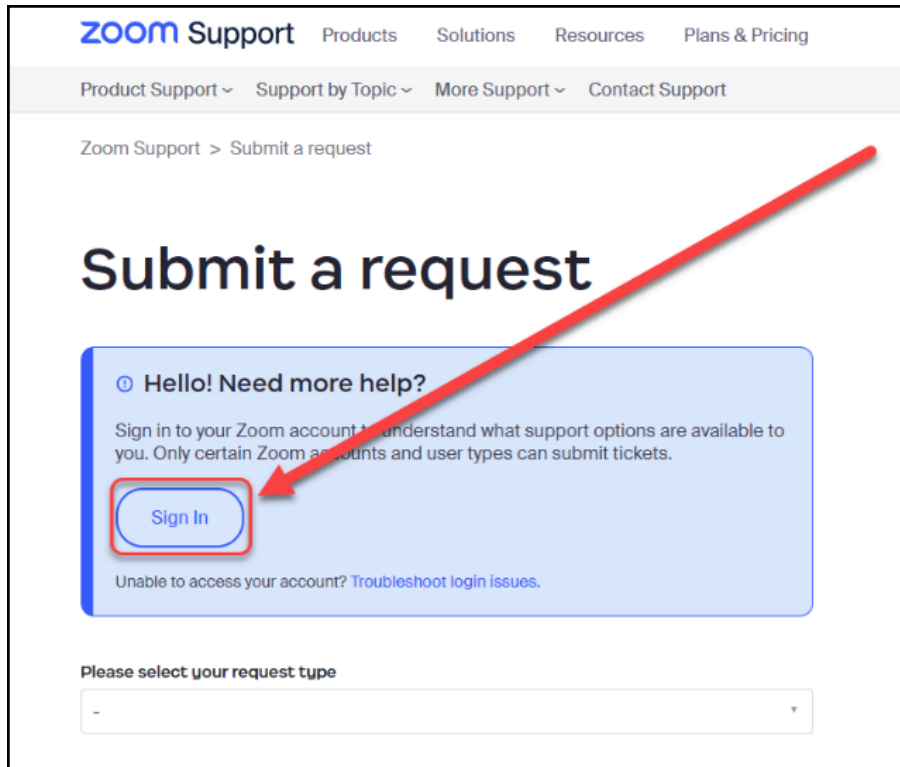 zoom Support Products Solutions Resources Plans & Pricing
Product Support Support by Topic More Support Contact Support
Zoom Support > Submit a request
Submit a request
Hello! Need more help?
Sign in to your Zoom account to understand what support options are available to
you. Only certain Zoom accounts and user types can submit tickets.
Sign In
Unable to access your account? Troubleshoot login issues.
Please select your request type
-